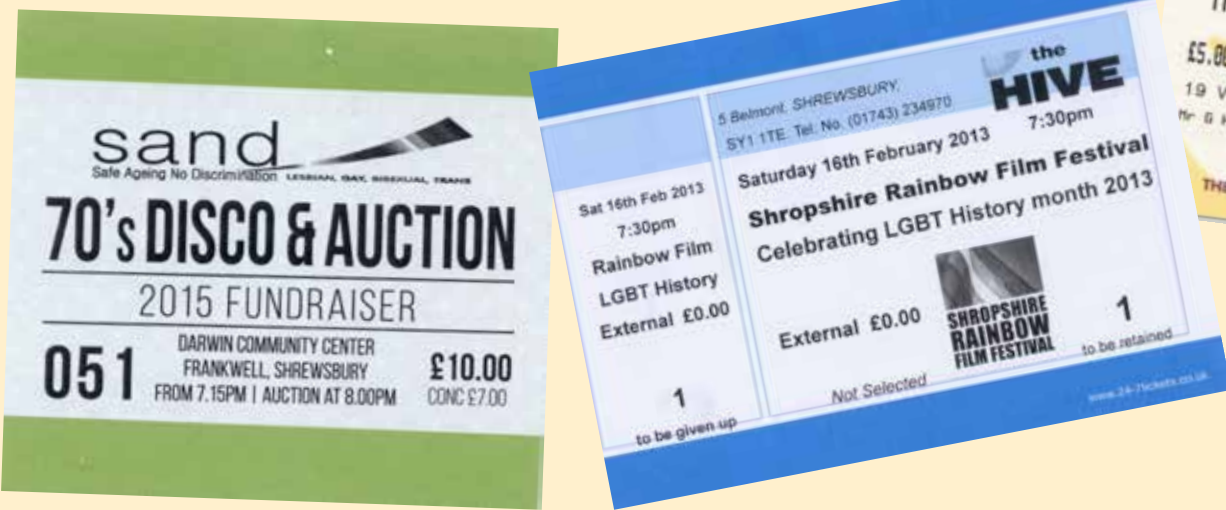 sand
Safe Ageing No Discrimination LESBIAN, GAY, BISEXUAL, TRANS
70's DISCO & AUCTION
2015 FUNDRAISER
051
DARWIN COMMUNITY CENTER
FRANKWELL, SHREWSBURY
FROM 7.15PM | AUCTION AT 8.00PM
£10.00
CONC £7.00
Sat 16th Feb 2013
7:30pm
Rainbow Film
LGBT History
External £0.00
1
to be given up
5 Belmont, SHREWSBURY,
SY1 1TE. Tel. No. (01743) 234970
the
HIVE
Saturday 16th February 2013
7:30pm
Shropshire Rainbow Film Festival
Celebrating LGBT History month 2013
External £0.00
SHROPSHIRE
RAINBOW
FILM FESTIVAL
1
to be retained
Not Selected
www.24-7tickets.co.uk
19
THE